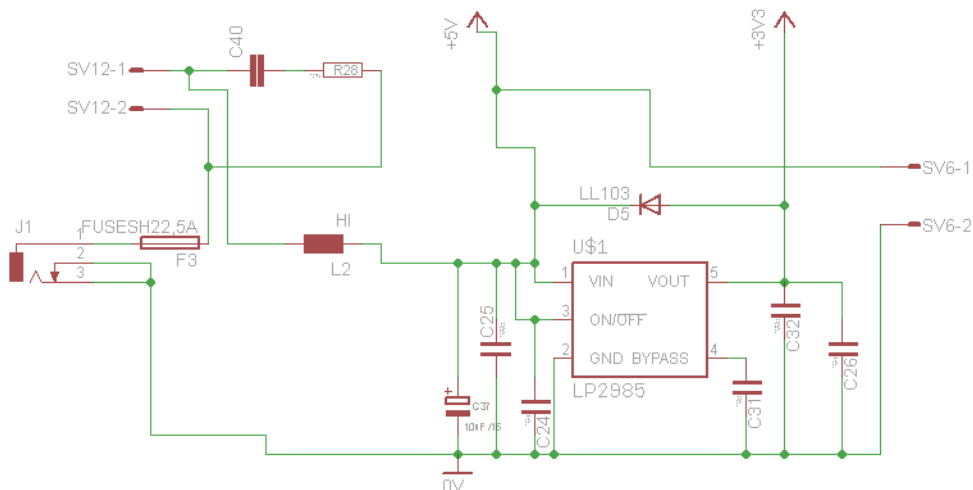 C40
+5V
+3V3
SV12-1
R28
SV12-2
SV6-1
LL103
D5
J1
FUSESH22,5A
F3
HI
L2
SV6-2
1
2
3
U$1
1
VIN
VOUT
5
3
ON/OFF
2
GND
BYPASS
4
LP2985
C25
C32
C26
C37
C24
C31
0V